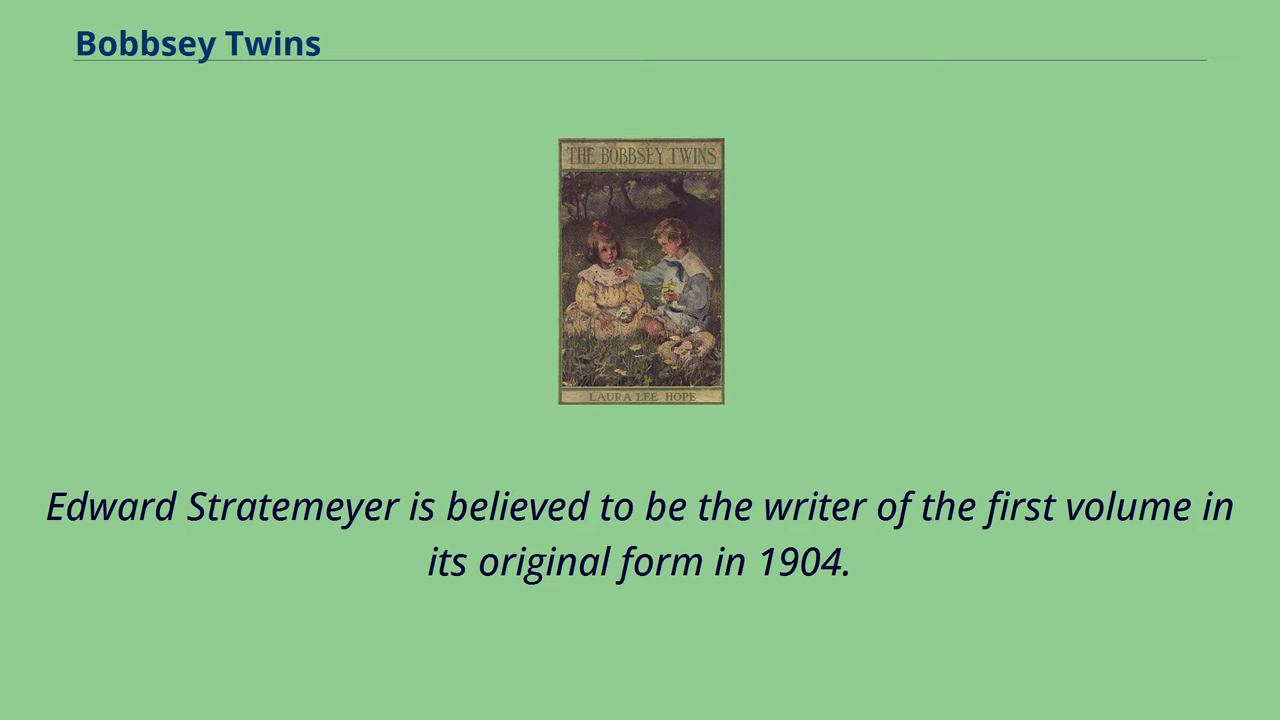 Bobbsey Twins
THE BOBBSEY TWINS
LAURA LEE HOPE
Edward Stratemeyer is believed to be the writer of the first volume in
its original form in 1904.